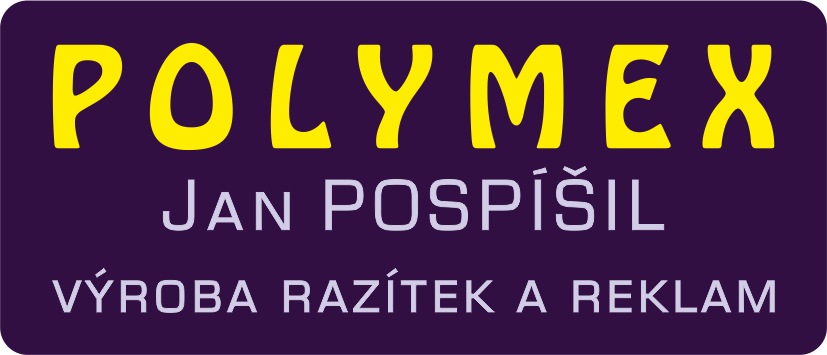 POLYMEX
JAN POSPÍŠIL
VÝROBA RAZÍTEK A REKLAM